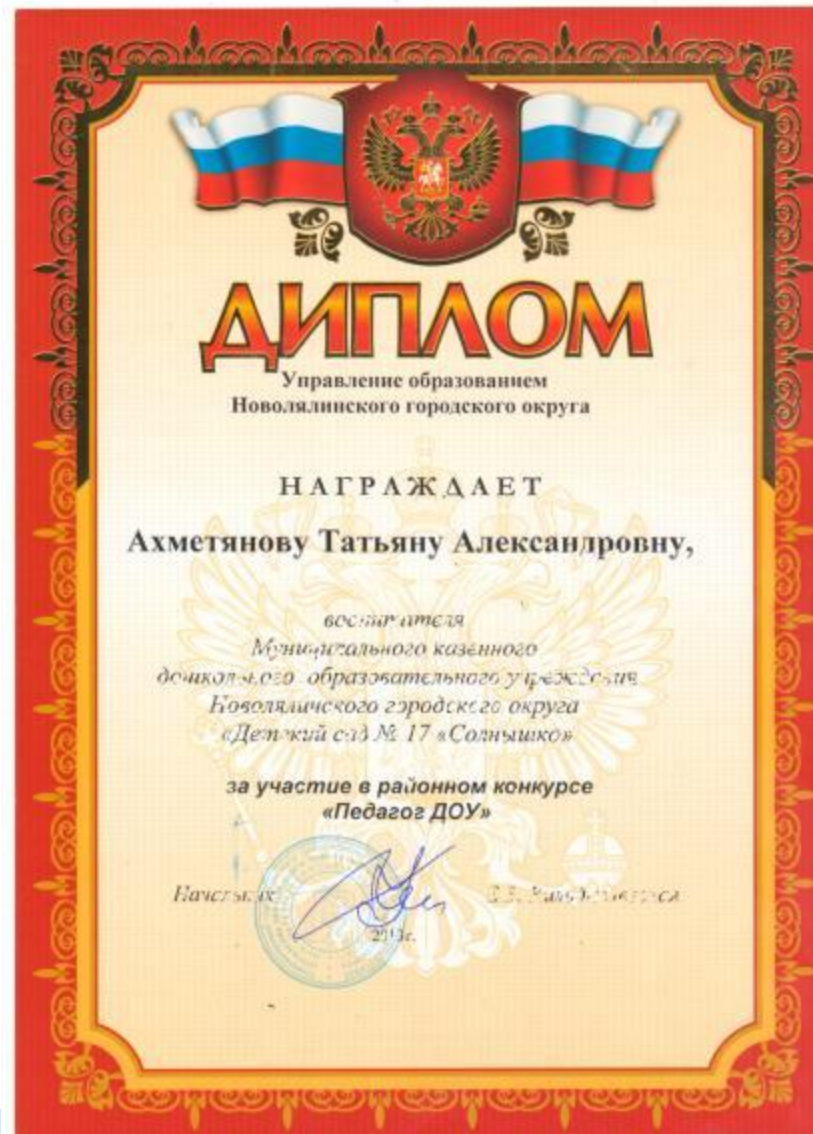 ДИПЛОМ
Управление образованием
Новолялинского городского округа
НАГРАЖДАЕТ
Ахметянову Татьяну Александровну,
воспитателя
Муниципального казенного
дошкольного образовательного учреждения
Новолялинского городского округа
«Детский сад № 17 «Солнышко»
за участие в районном конкурсе
«Педагог ДОУ»
Начальник